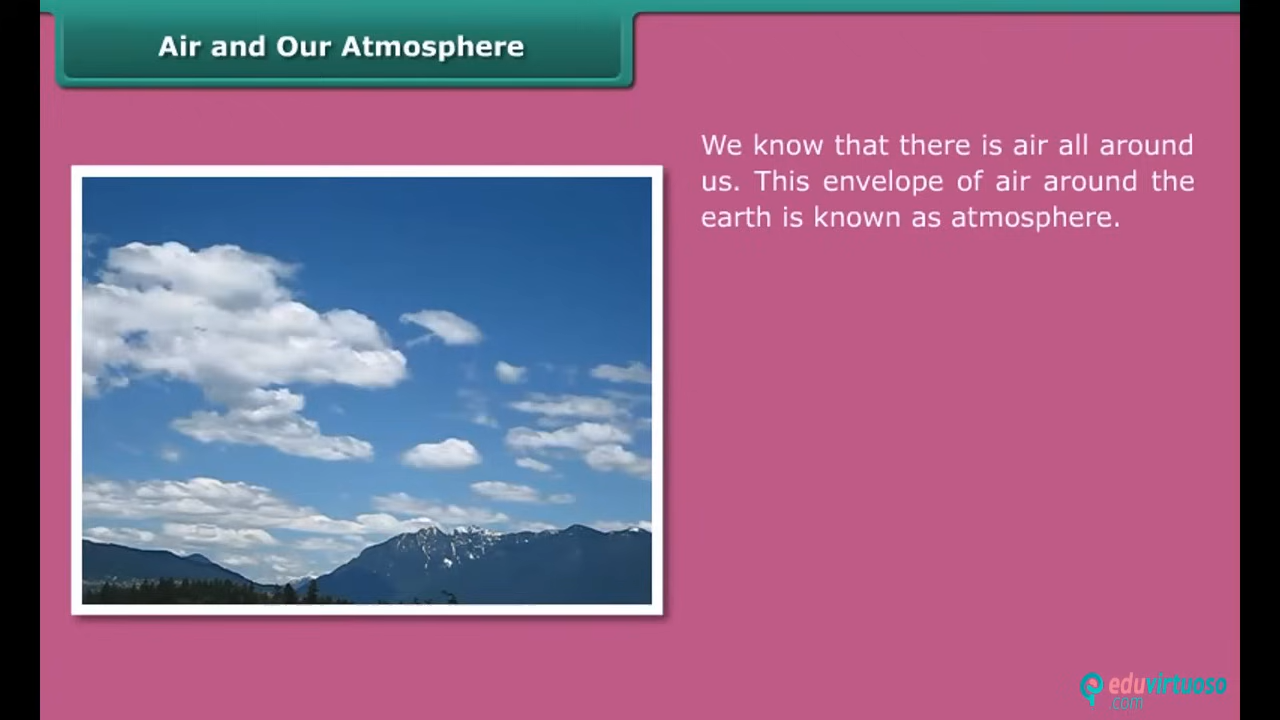 Air and Our Atmosphere
We know that there is air all around
us. This envelope of air around the
earth is known as atmosphere.
eduvirtuoso
.com